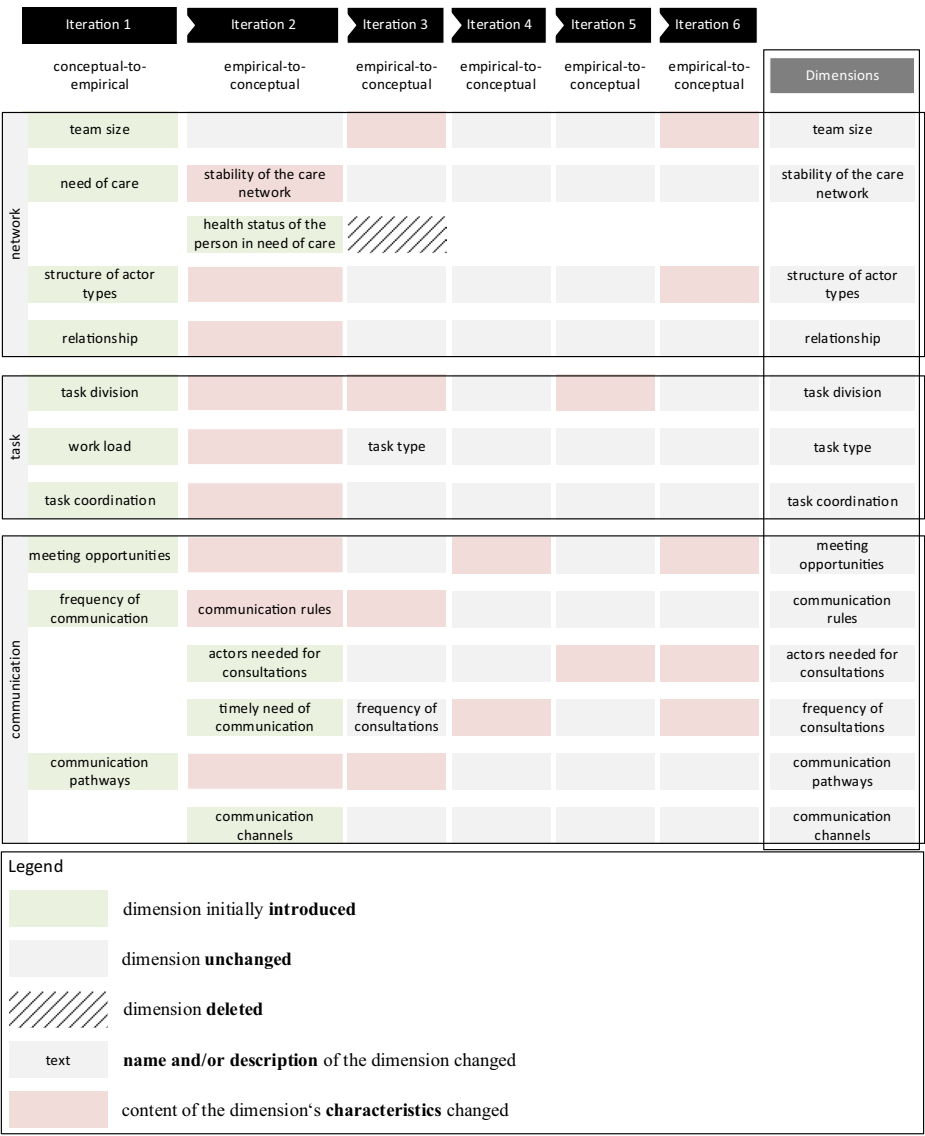 Iteration 1
Iteration 2
Iteration 3
Iteration 4
Iteration 5
Iteration 6
conceptual-to-
empirical
empirical-to-
conceptual
empirical-to-
conceptual
empirical-to-
conceptual
empirical-to-
conceptual
empirical-to-
conceptual
Dimensions
network
team size
team size
need of care
stability of the care
network
stability of the care
network
health status of the
person in need of care
structure of actor
types
structure of actor
types
relationship
relationship
task
task division
task division
work load
task type
task type
task coordination
task coordination
communication
meeting opportunities
meeting
opportunities
frequency of
communication
communication rules
communication
rules
actors needed for
consultations
actors needed for
consultations
timely need of
communication
frequency of
consultations
frequency of
consultations
communication
pathways
communication
pathways
communication
channels
communication
channels
Legend
dimension initially introduced
dimension unchanged
dimension deleted
text
name and/or description of the dimension changed
content of the dimension‘s characteristics changed